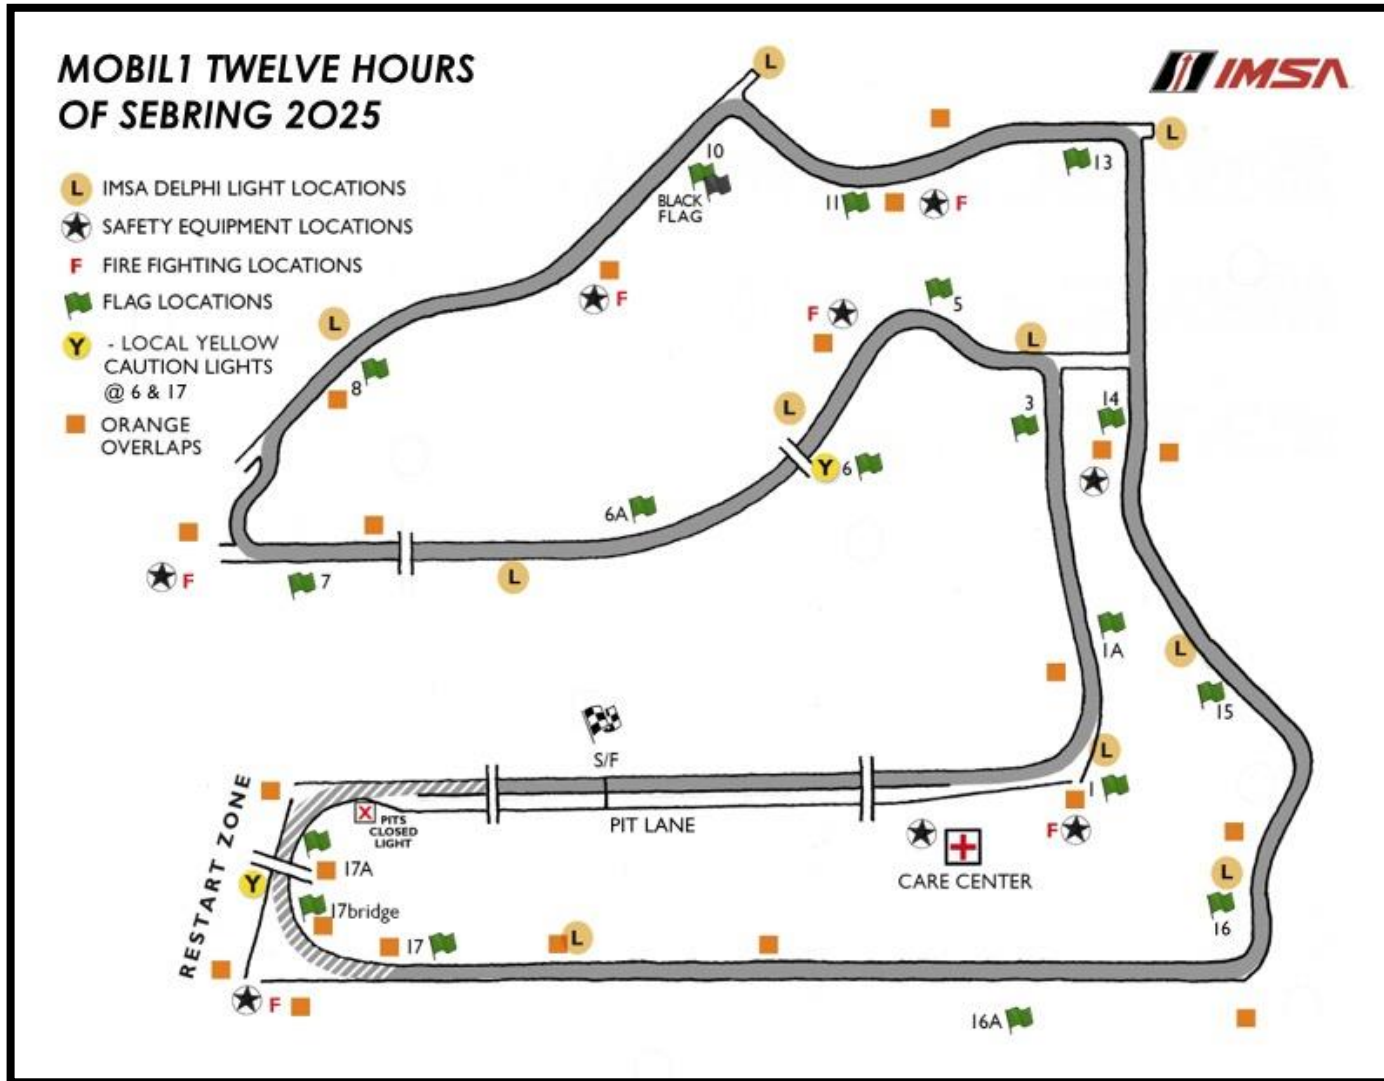 MOBIL1 TWELVE HOURS
OF SEBRING 2025
IMSA
L IMSA DELPHI LIGHT LOCATIONS
SAFETY EQUIPMENT LOCATIONS
F FIRE FIGHTING LOCATIONS
FLAG LOCATIONS
Y - LOCAL YELLOW
CAUTION LIGHTS
@ 6 & 17
ORANGE
OVERLAPS
L
L
10
BLACK
FLAG
13
11
F
F
5
F
L
L
8
L
3
14
Y 6
6A
F
7
L
1A
L
15
S/F
L
1
PIT LANE
X PITS
CLOSED
LIGHT
F
CARE CENTER
RESTART ZONE
17A
Y
17bridge
17
L
L
16
F
16A